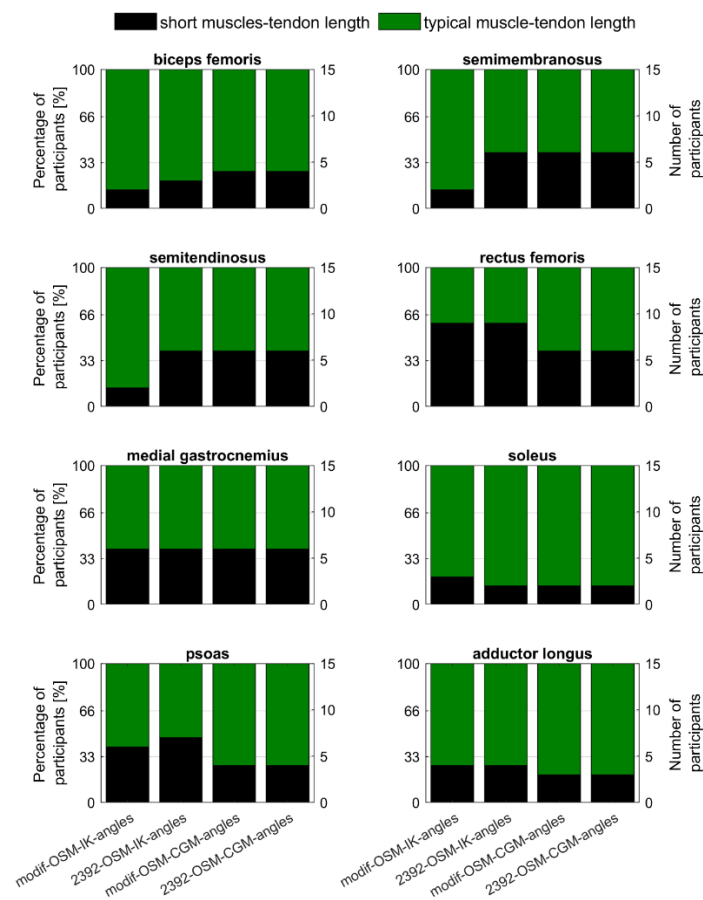 short muscles-tendon length typical muscle-tendon length
biceps femoris
semimembranosus
Percentage of
participants [%]
100
66
33
0
15
10
5
0
100
66
33
0
15
10
5
0
Number of
participants
semitendinosus
rectus femoris
Percentage of
participants [%]
100
66
33
0
15
10
5
0
100
66
33
0
15
10
5
0
Number of
participants
medial gastrocnemius
soleus
Percentage of
participants [%]
100
66
33
0
15
10
5
0
100
66
33
0
15
10
5
0
Number of
participants
psoas
adductor longus
Percentage of
participants [%]
100
66
33
0
15
10
5
0
100
66
33
0
15
10
5
0
Number of
participants
modif-OSM-IK-angles
2392-OSM-IK-angles
modif-OSM-CGM-angles
2392-OSM-CGM-angles
modif-OSM-IK-angles
2392-OSM-IK-angles
modif-OSM-CGM-angles
2392-OSM-CGM-angles